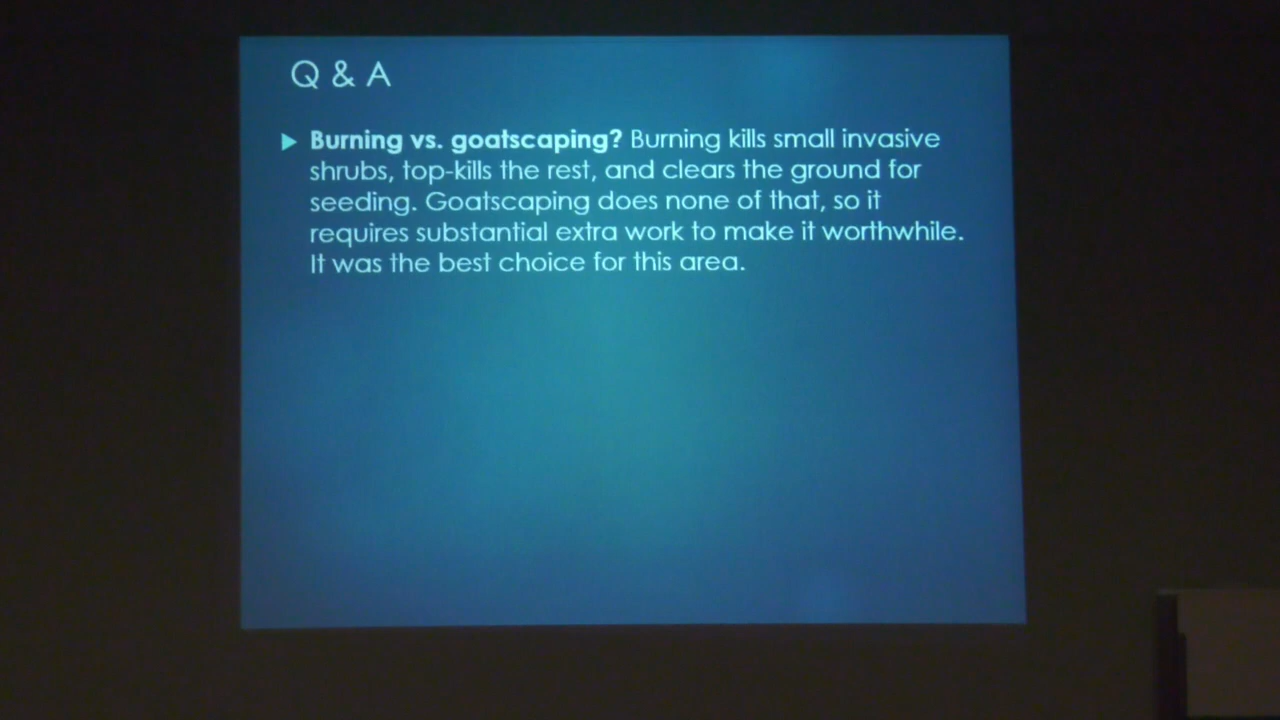 Q & A
Burning vs. goatscaping? Burning kills small invasive
shrubs, top-kills the rest, and clears the ground for
seeding. Goatscaping does none of that, so it
requires substantial extra work to make it worthwhile.
It was the best choice for this area.